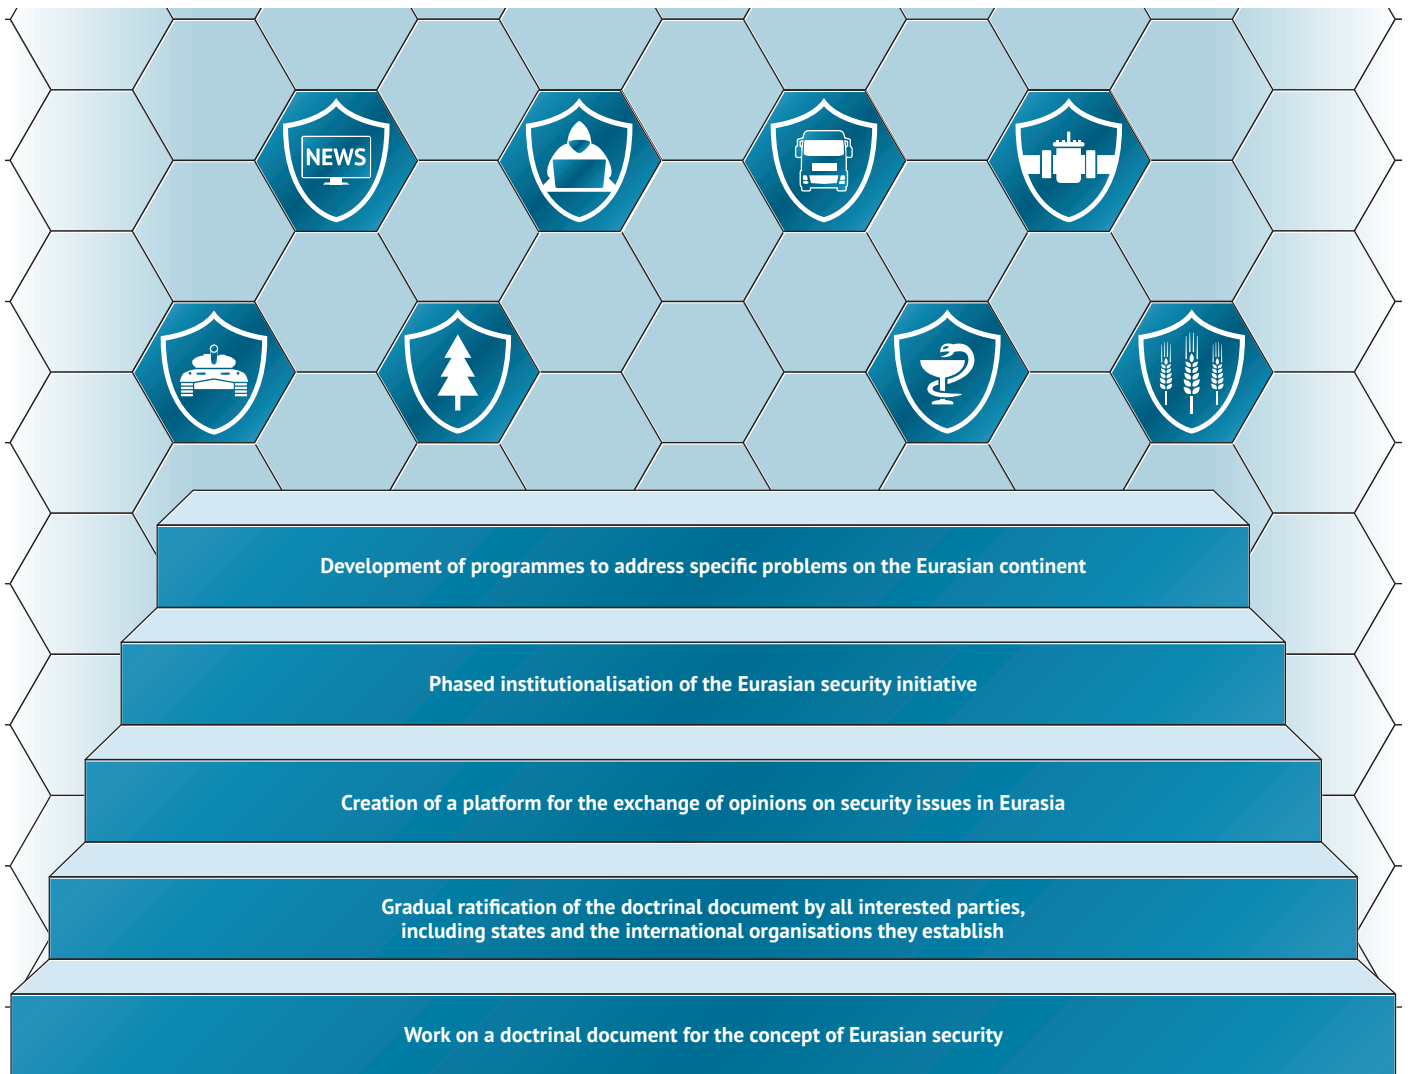 NEWS
Development of programmes to address specific problems on the Eurasian continent
Phased institutionalisation of the Eurasian security initiative
Creation of a platform for the exchange of opinions on security issues in Eurasia
Gradual ratification of the doctrinal document by all interested parties,
including states and the international organisations they establish
Work on a doctrinal document for the concept of Eurasian security